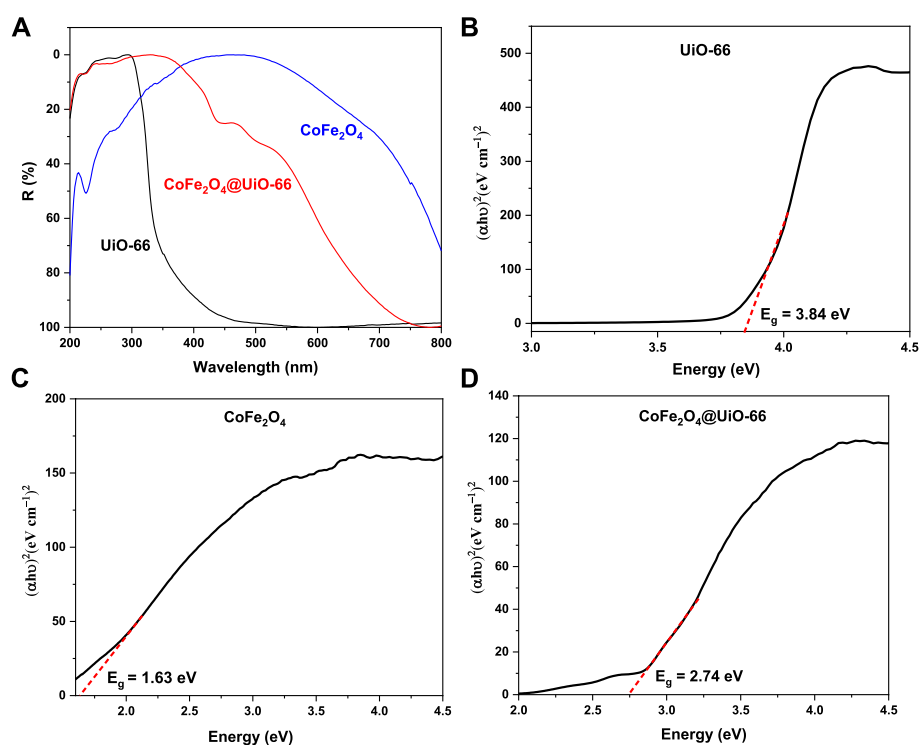 A
0
20
40
60
80
100
R (%)
CoFe₂O₄
CoFe₂O₄@UiO-66
UiO-66
200 300 400 500 600 700 800
Wavelength (nm)
B
UiO-66
500
400
300
200
100
0
(αhυ)²(eV cm⁻¹)²
E_g = 3.84 eV
3.0 3.5 4.0 4.5
Energy (eV)
C
CoFe₂O₄
200
150
100
50
0
(αhυ)²(eV cm⁻¹)²
E_g = 1.63 eV
2.0 2.5 3.0 3.5 4.0 4.5
Energy (eV)
D
CoFe₂O₄@UiO-66
140
120
100
80
60
40
20
0
(αhυ)²(eV cm⁻¹)²
E_g = 2.74 eV
2.0 2.5 3.0 3.5 4.0 4.5
Energy (eV)